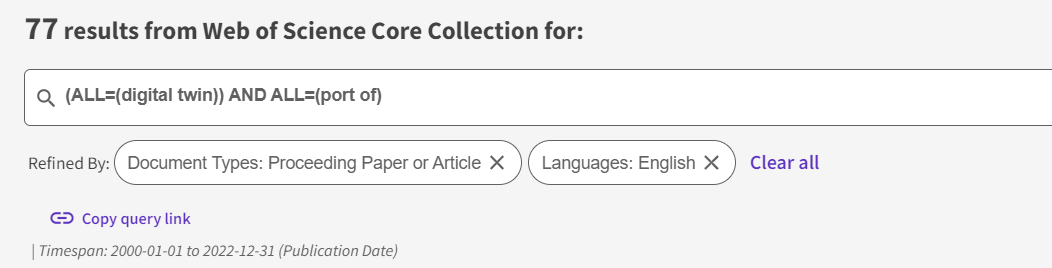 77 results from Web of Science Core Collection for:
(ALL=(digital twin)) AND ALL=(port of)
Refined By: Document Types: Proceeding Paper or Article Languages: English Clear all
Copy query link
| Timespan: 2000-01-01 to 2022-12-31 (Publication Date)